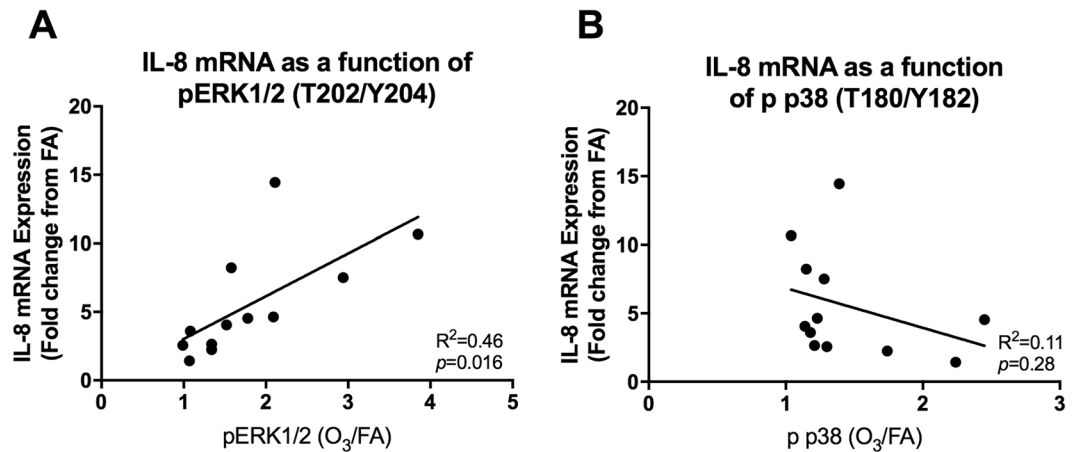 A
IL-8 mRNA as a function of
pERK1/2 (T202/Y204)
IL-8 mRNA Expression
(Fold change from FA)
20
15
10
5
0
0 1 2 3 4 5
R²=0.46
p=0.016
pERK1/2 (O₃/FA)
B
IL-8 mRNA as a function
of p p38 (T180/Y182)
IL-8 mRNA Expression
(Fold change from FA)
20
15
10
5
0
0 1 2 3
R²=0.11
p=0.28
p p38 (O₃/FA)